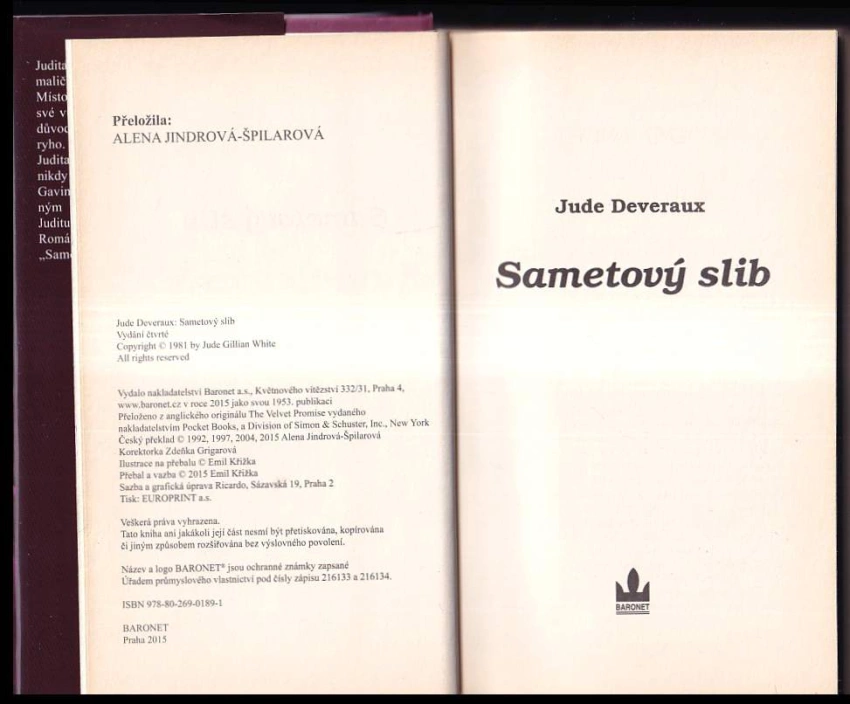 Judita
malič
Místo
své v
důvod
ryho.
Judita
nikdy
Gavin
ným
Juditu
Romá
„Same
Přeložila:
ALENA JINDROVÁ-ŠPILAROVÁ
Jude Deveraux: Sametový slib
Vydání čtvrté
Copyright © 1981 by Jude Gillian White
All rights reserved
Vydalo nakladatelství Baronet a.s., Květnového vítězství 332/31, Praha 4,
www.baronet.cz v roce 2015 jako svou 1953. publikaci
Přeloženo z anglického originálu The Velvet Promise vydaného
nakladatelstvím Pocket Books, a Division of Simon & Schuster, Inc., New York
Český překlad © 1992, 1997, 2004, 2015 Alena Jindrová-Špilarová
Korektorka Zdeňka Grigarová
Ilustrace na přebalu © Emil Křížka
Přebal a vazba © 2015 Emil Křížka
Sazba a grafická úprava Ricardo, Sázavská 19, Praha 2
Tisk: EUROPRINT a.s.
Veškerá práva vyhrazena.
Tato kniha ani jakákoli její část nesmí být přetiskována, kopírována
či jiným způsobem rozšiřována bez výslovného povolení.
Název a logo BARONET® jsou ochranné známky zapsané
Úřadem průmyslového vlastnictví pod čísly zápisu 216133 a 216134.
ISBN 978-80-269-0189-1
BARONET
Praha 2015
Jude Deveraux
Sametový slib
BARONET